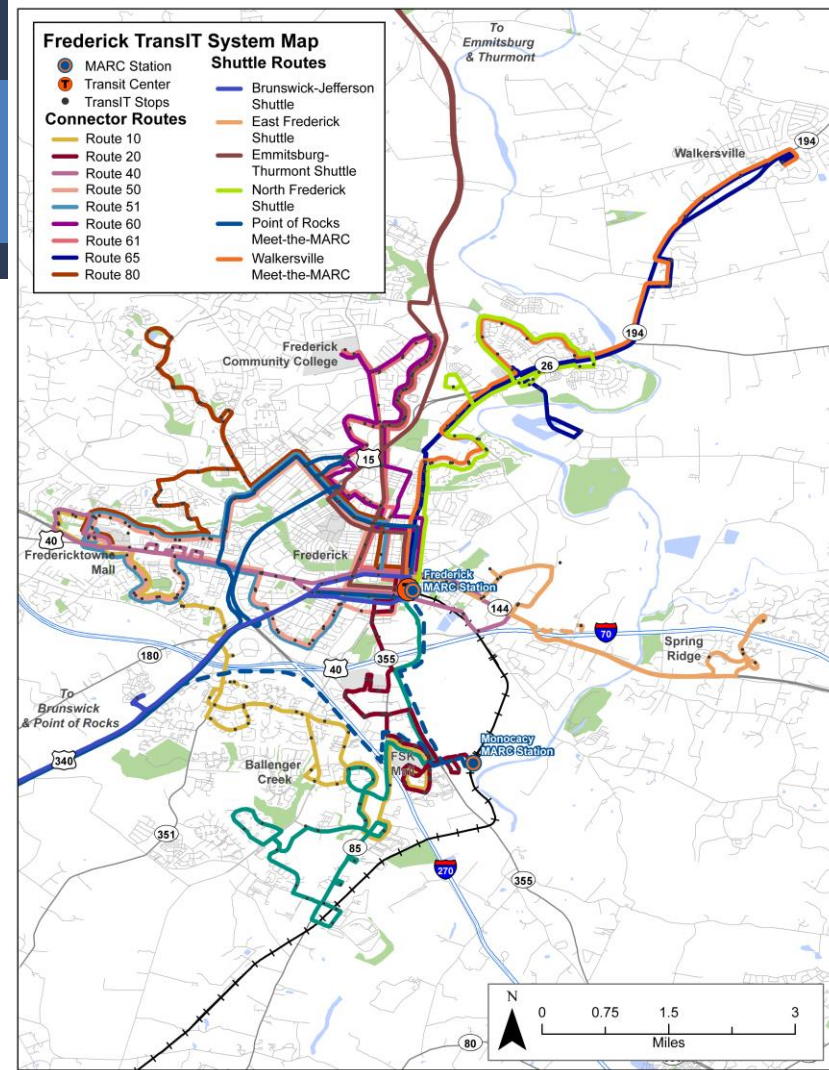 Frederick TransIT System Map
MARC Station
Transit Center
TransIT Stops
Connector Routes
Route 10
Route 20
Route 40
Route 50
Route 51
Route 60
Route 61
Route 65
Route 80
Shuttle Routes
Brunswick-Jefferson
Shuttle
East Frederick
Shuttle
Emmitsburg-
Thurmont Shuttle
North Frederick
Shuttle
Point of Rocks
Meet-the-MARC
Walkersville
Meet-the-MARC
To
Emmitsburg
& Thurmont
Walkersville
194
194
26
Frederick
Community College
15
40
Fredericktowne
Mall
Frederick
T
Frederick
MARC Station
144
70
Spring
Ridge
180
355
40
To
Brunswick
& Point of Rocks
340
Monocacy
MARC Station
FSK
Mall
Ballenger
Creek
351
85
270
355
80
N
0 0.75 1.5 3
Miles